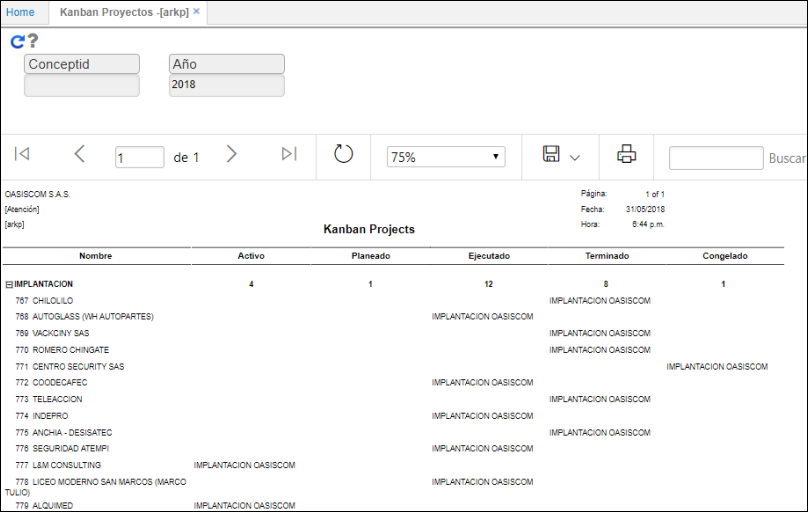 Home Kanban Proyectos -[arkp] ×
?
Conceptid Año
2018
1 de 1 75% Buscar
OASISCOM S.A.S. Página: 1 of 1
[Atención] Fecha: 31/05/2018
[arkp] Hora: 6:44 p.m.
Kanban Projects
Nombre Activo Planeado Ejecutado Terminado Congelado
IMPLANTACION 4 1 12 8 1
767 CHILOLILO IMPLANTACION OASISCOM
768 AUTOGLASS (WH AUTOPARTES) IMPLANTACION OASISCOM
769 VACKCINY SAS IMPLANTACION OASISCOM
770 ROMERO CHINGATE IMPLANTACION OASISCOM
771 CENTRO SECURITY SAS IMPLANTACION OASISCOM
772 COODECAFEC IMPLANTACION OASISCOM
773 TELEACCION IMPLANTACION OASISCOM
774 INDEPRO IMPLANTACION OASISCOM
775 ANCHIA - DESISATEC IMPLANTACION OASISCOM
776 SEGURIDAD ATEMPI IMPLANTACION OASISCOM
777 L&M CONSULTING IMPLANTACION OASISCOM
778 LICEO MODERNO SAN MARCOS (MARCO IMPLANTACION OASISCOM
TULIO)
779 ALQUIMED IMPLANTACION OASISCOM